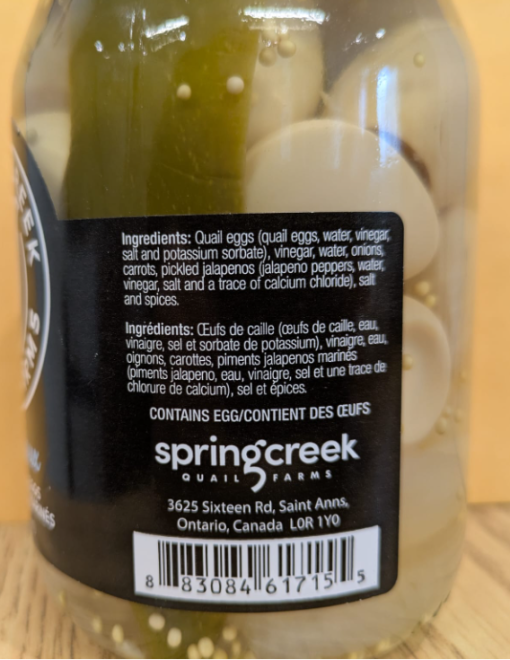 Ingredients: Quail eggs (quail eggs, water, vinegar,
salt and potassium sorbate), vinegar, water, onions,
carrots, pickled jalapenos (jalapeno peppers, water,
vinegar, salt and a trace of calcium chloride), salt
and spices.
Ingrédients: Œufs de caille (œufs de caille, eau,
vinaigre, sel et sorbate de potassium), vinaigre, eau,
oignons, carottes, piments jalapenos marinés
(piments jalapeno, eau, vinaigre, sel et une trace de
chlorure de calcium), sel et épices.
CONTAINS EGG/CONTIENT DES ŒUFS
springcreek
QUAIL FARMS
3625 Sixteen Rd, Saint Anns,
Ontario, Canada L0R 1Y0
8 83084 61715 5